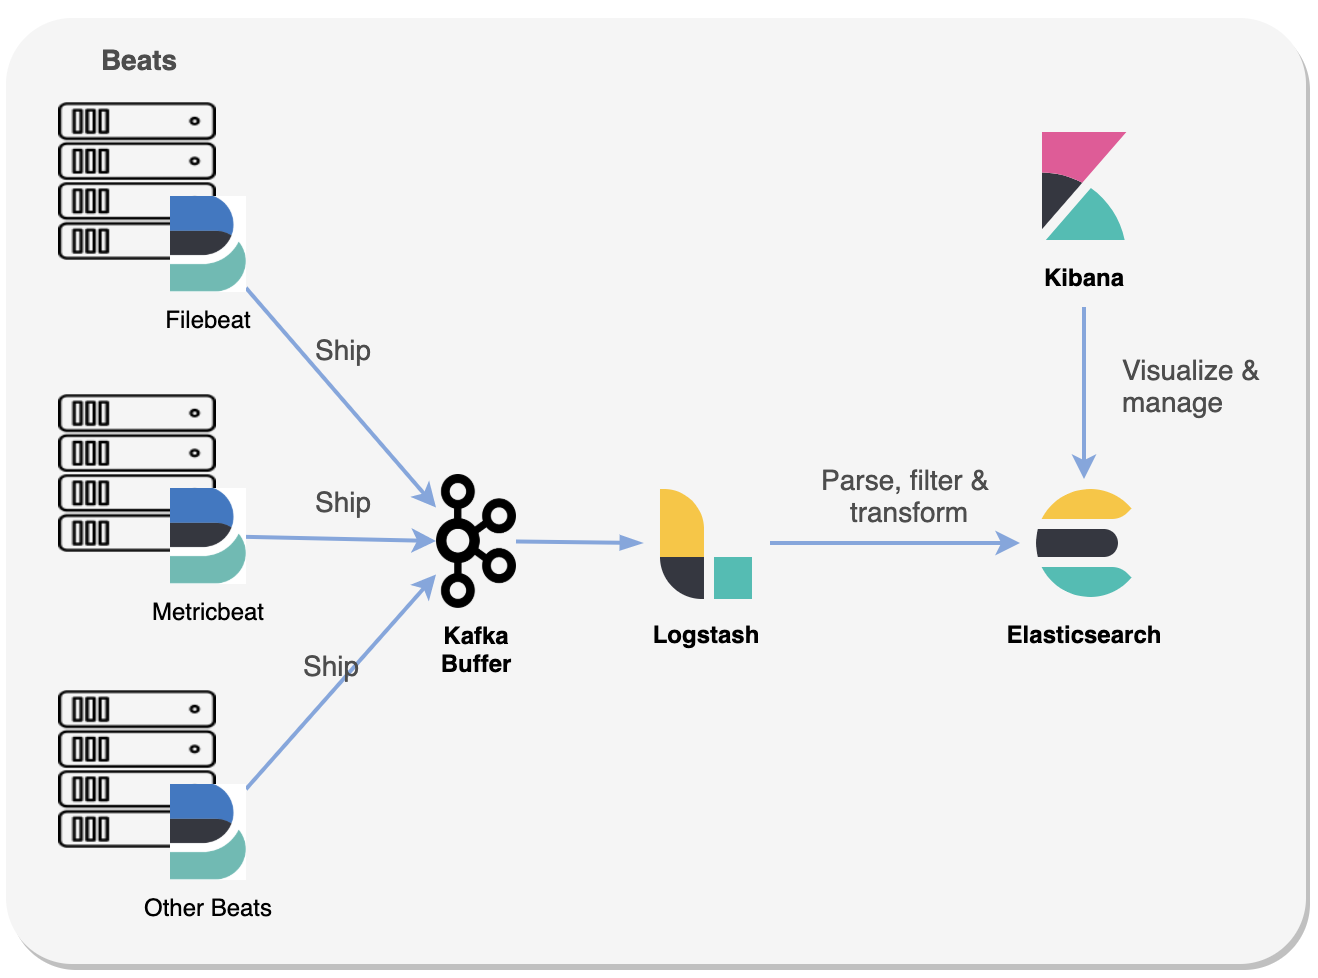 Beats
Filebeat
Ship
Metricbeat
Ship
Other Beats
Ship
Kafka
Buffer
Logstash
Parse, filter &
transform
Kibana
Visualize &
manage
Elasticsearch